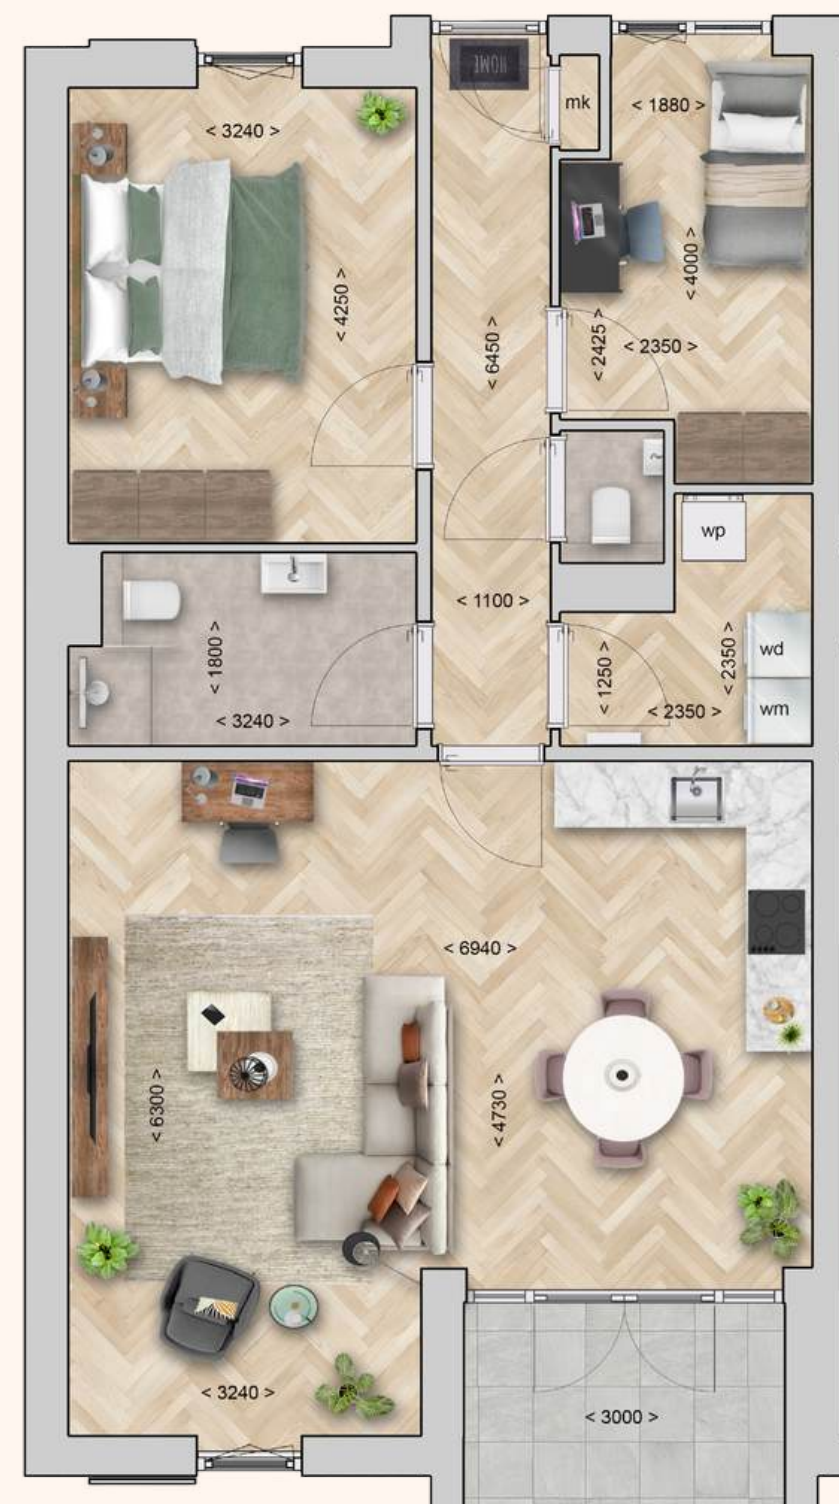 HOME
mk
< 3240 >
< 1880 >
< 4250 >
< 6450 >
< 2425 >
< 4000 >
< 2350 >
wp
< 1100 >
< 1800 >
< 3240 >
< 1250 >
< 2350 >
< 2350 >
wd
wm
< 6940 >
< 6300 >
< 4730 >
< 3240 >
< 3000 >